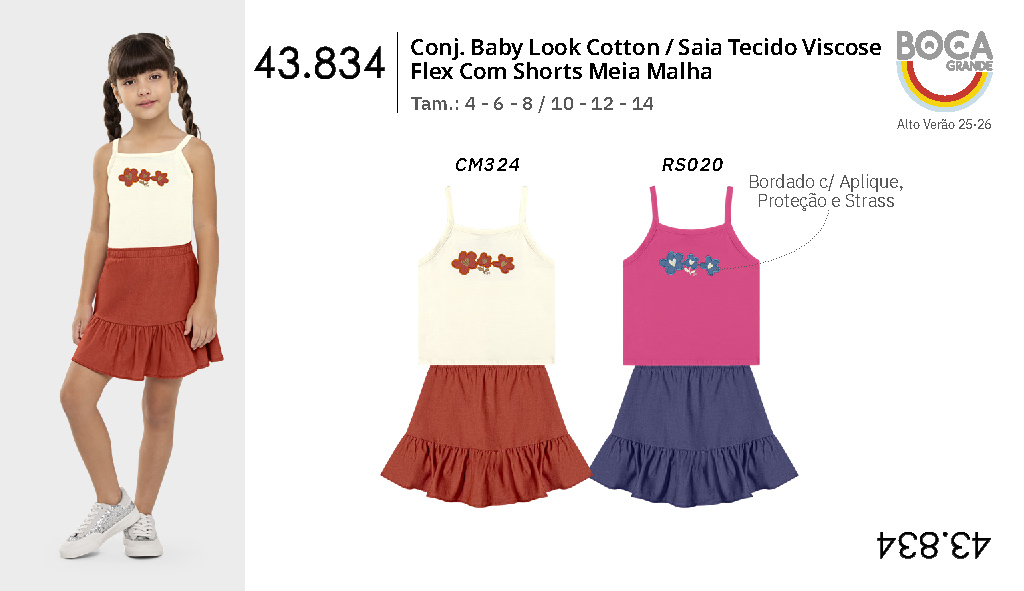 43.834
Conj. Baby Look Cotton / Saia Tecido Viscose
Flex Com Shorts Meia Malha
Tam.: 4 - 6 - 8 / 10 - 12 - 14
BOCA
GRANDE
Alto Verão 25-26
CM324
RS020
Bordado c/ Aplique,
Proteção e Strass
43.834